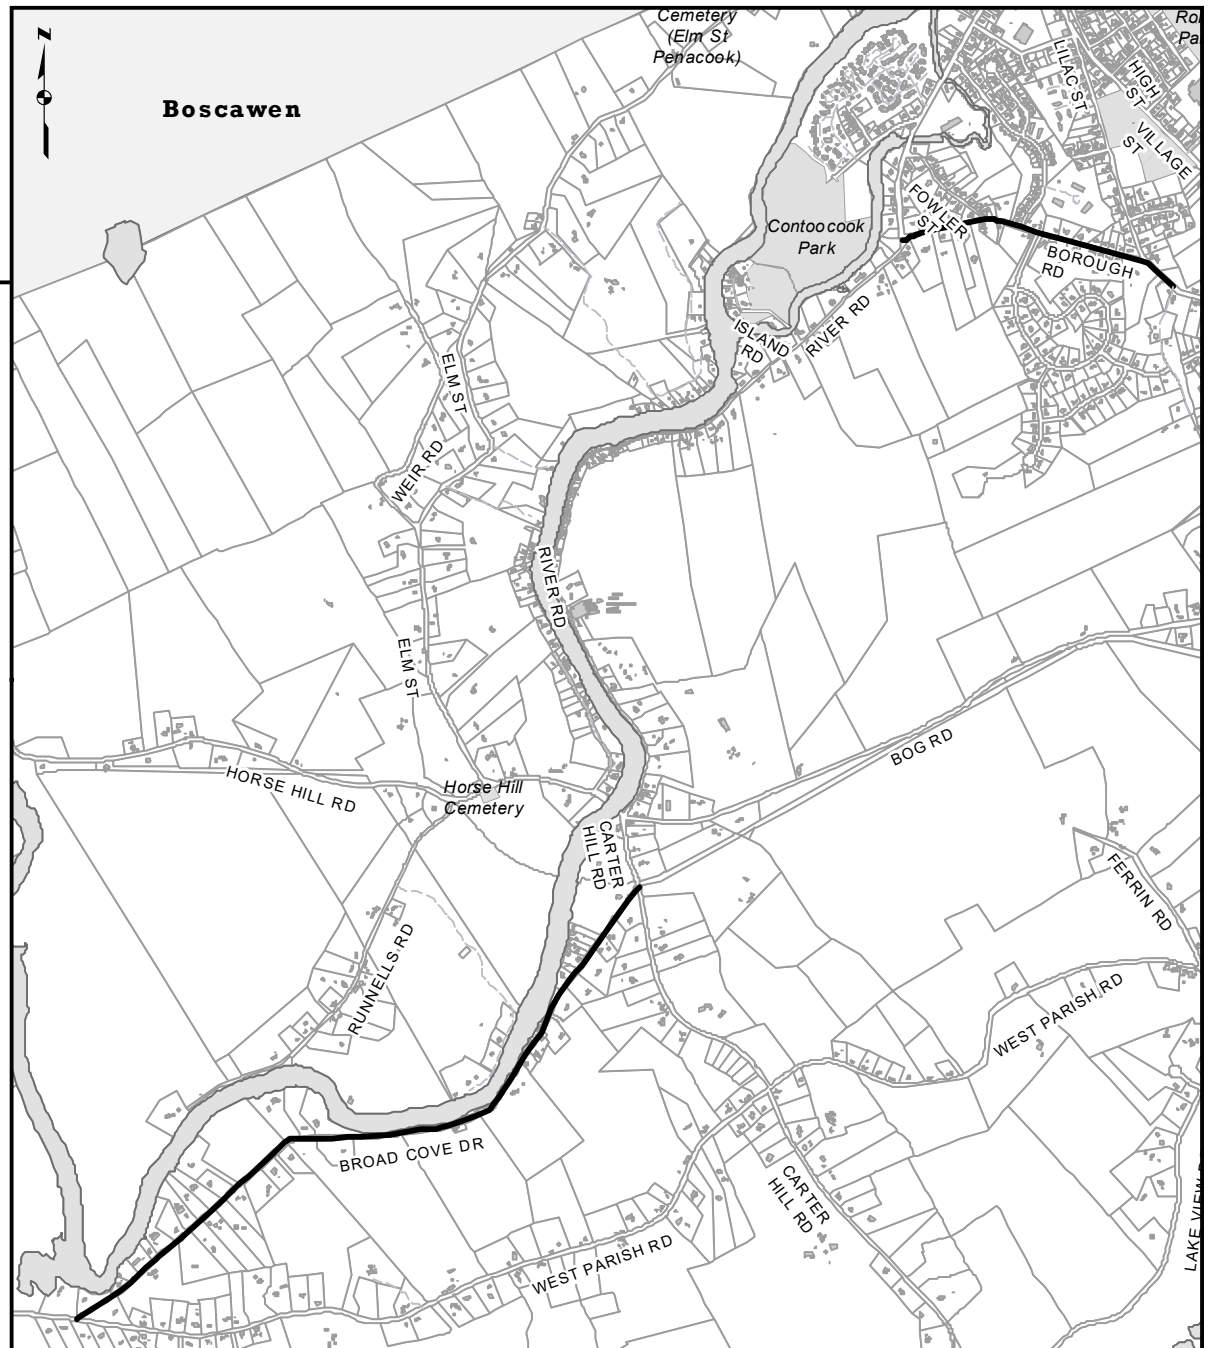 Cemetery
(Elm St
Penacook)
Z
Boscawen
LILAC ST
HIGH
ST
VILLAGE
ST
FOWLER
ST
Contoocook
Park
BOROUGH
RD
ISLAND
RD
RIVER RD
ELM ST
WEIR RD
RIVER RD
ELM ST
BOG RD
HORSE HILL RD
Horse Hill
Cemetery
CARTER
HILL RD
FERRIN RD
RUNNELLS RD
WEST PARISH RD
BROAD COVE DR
CARTER
HILL RD
WEST PARISH RD
LAKE VIEW